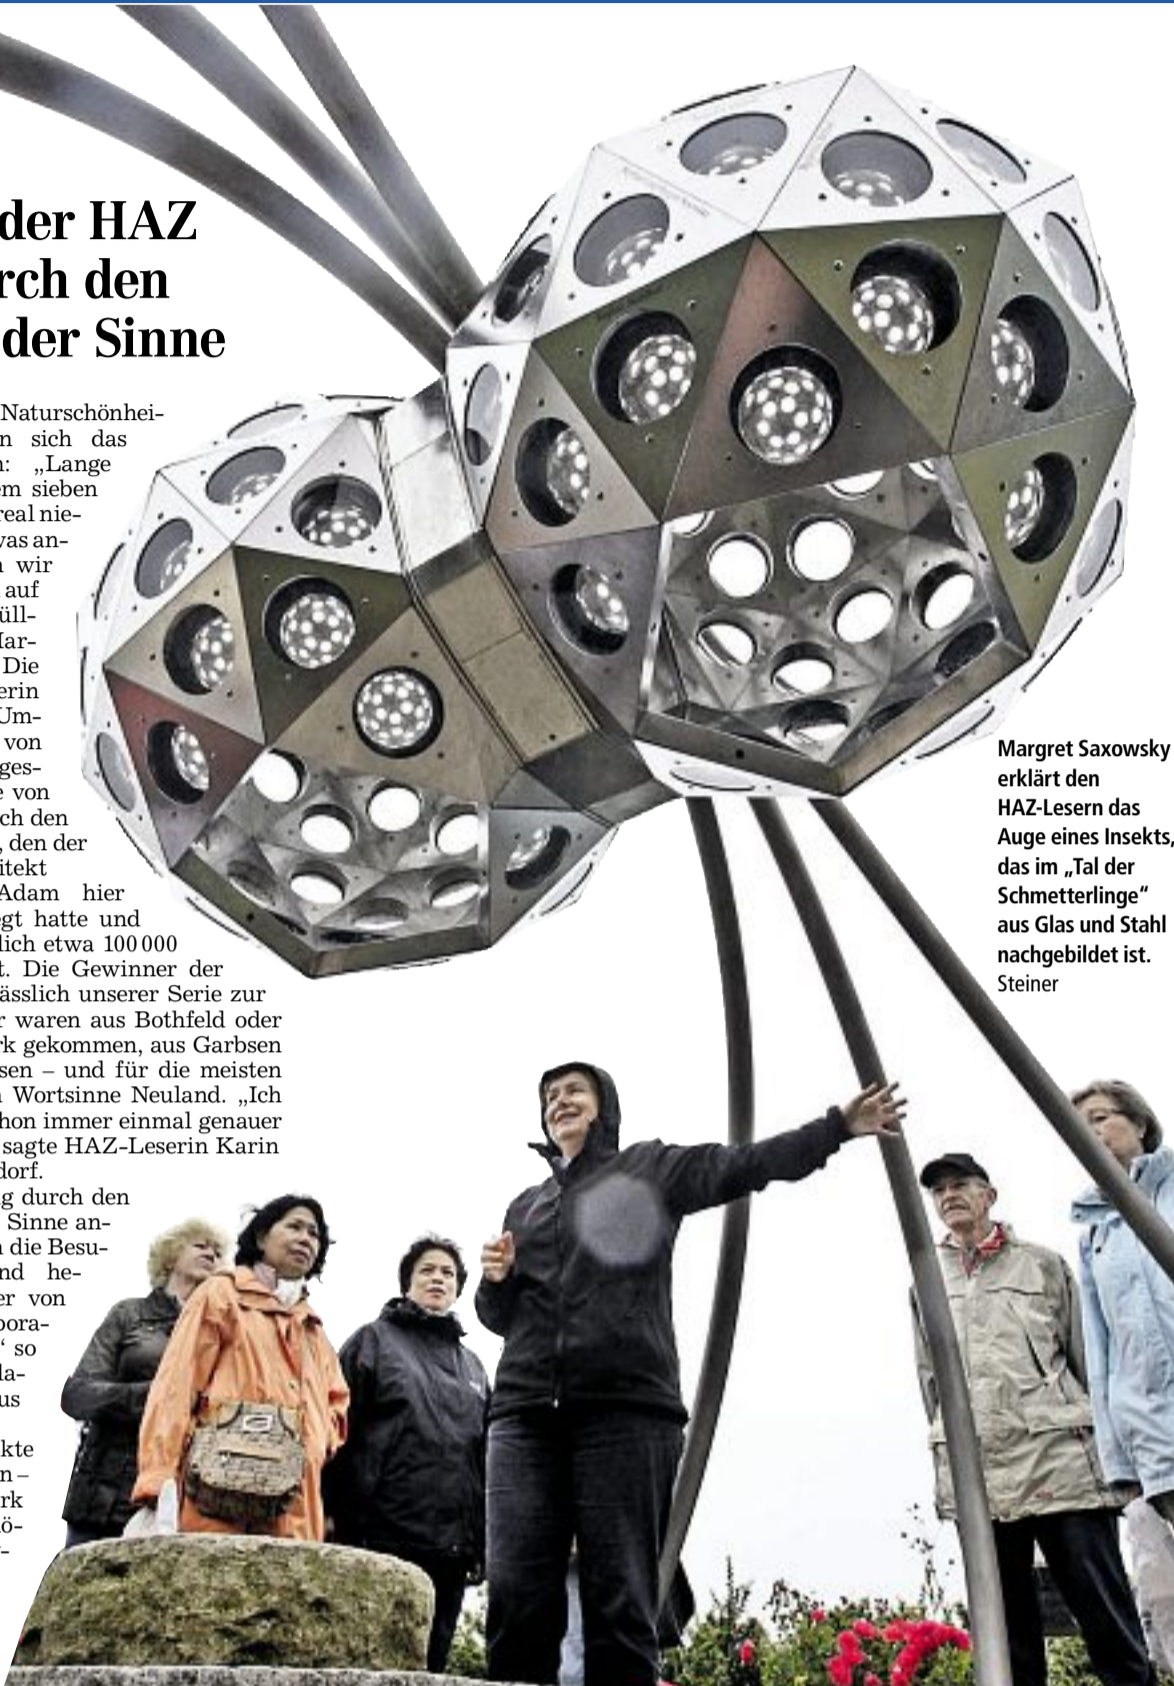 der HAZ
rch den
der Sinne
Naturschönhei-
n sich das
n: „Lange
em sieben
real nie-
was an-
n wir
auf
üll-
Mar-
Die
erin
Um-
von
ges-
e von
ch den
, den der
itekt
Adam hier
egt hatte und
lich etwa 100 000
t. Die Gewinner der
ässlich unserer Serie zur
r waren aus Bothfeld oder
rk gekommen, aus Garbsen
sen – und für die meisten
n Wortsinne Neuland. „Ich
hon immer einmal genauer
sagte HAZ-Leserin Karin
dorf.
g durch den
Sinne an-
n die Besu-
nd he-
er von
pora-
“ so
la-
us
kte
n –
rk
ö-
Margret Saxowsky
erklärt den
HAZ-Lesern das
Auge eines Insekts,
das im „Tal der
Schmetterlinge“
aus Glas und Stahl
nachgebildet ist.
Steiner